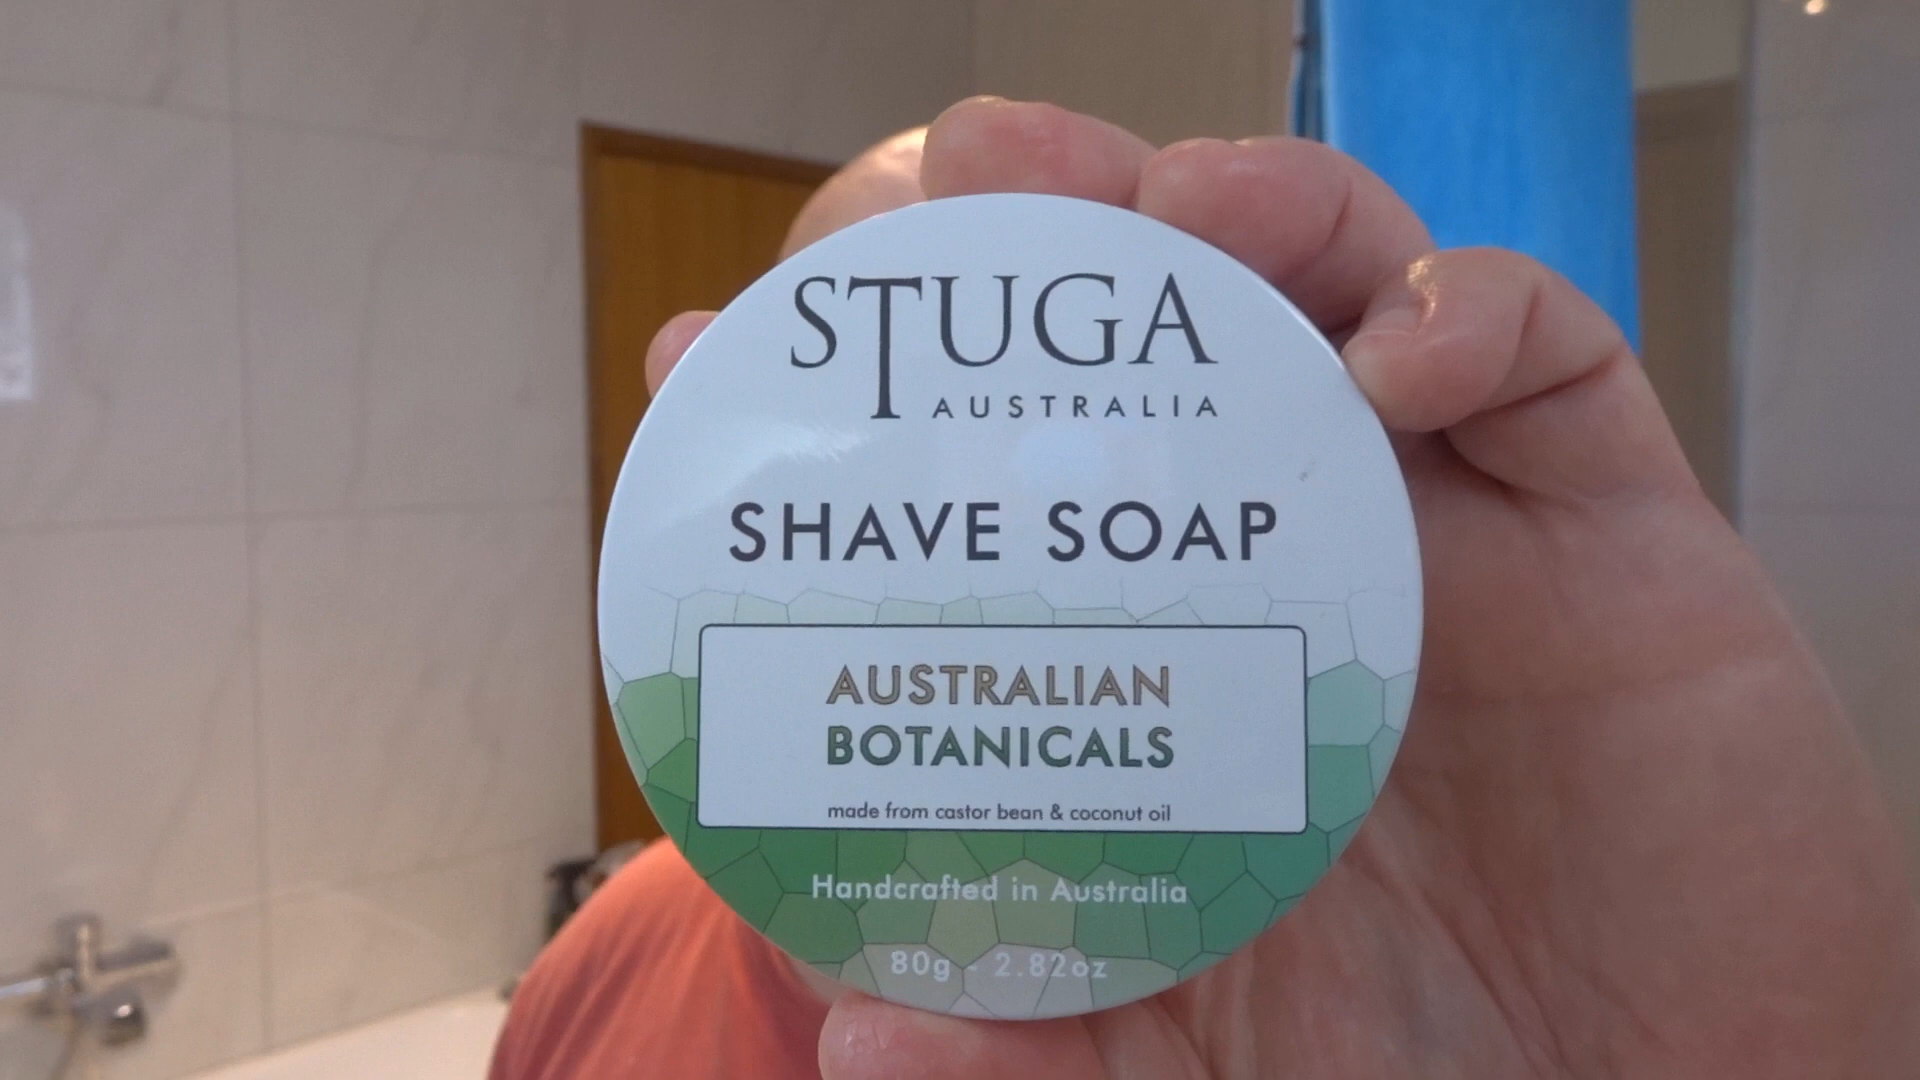 STUGA
AUSTRALIA
SHAVE SOAP
AUSTRALIAN
BOTANICALS
made from castor bean & coconut oil
Handcrafted in Australia
80g - 2.82oz